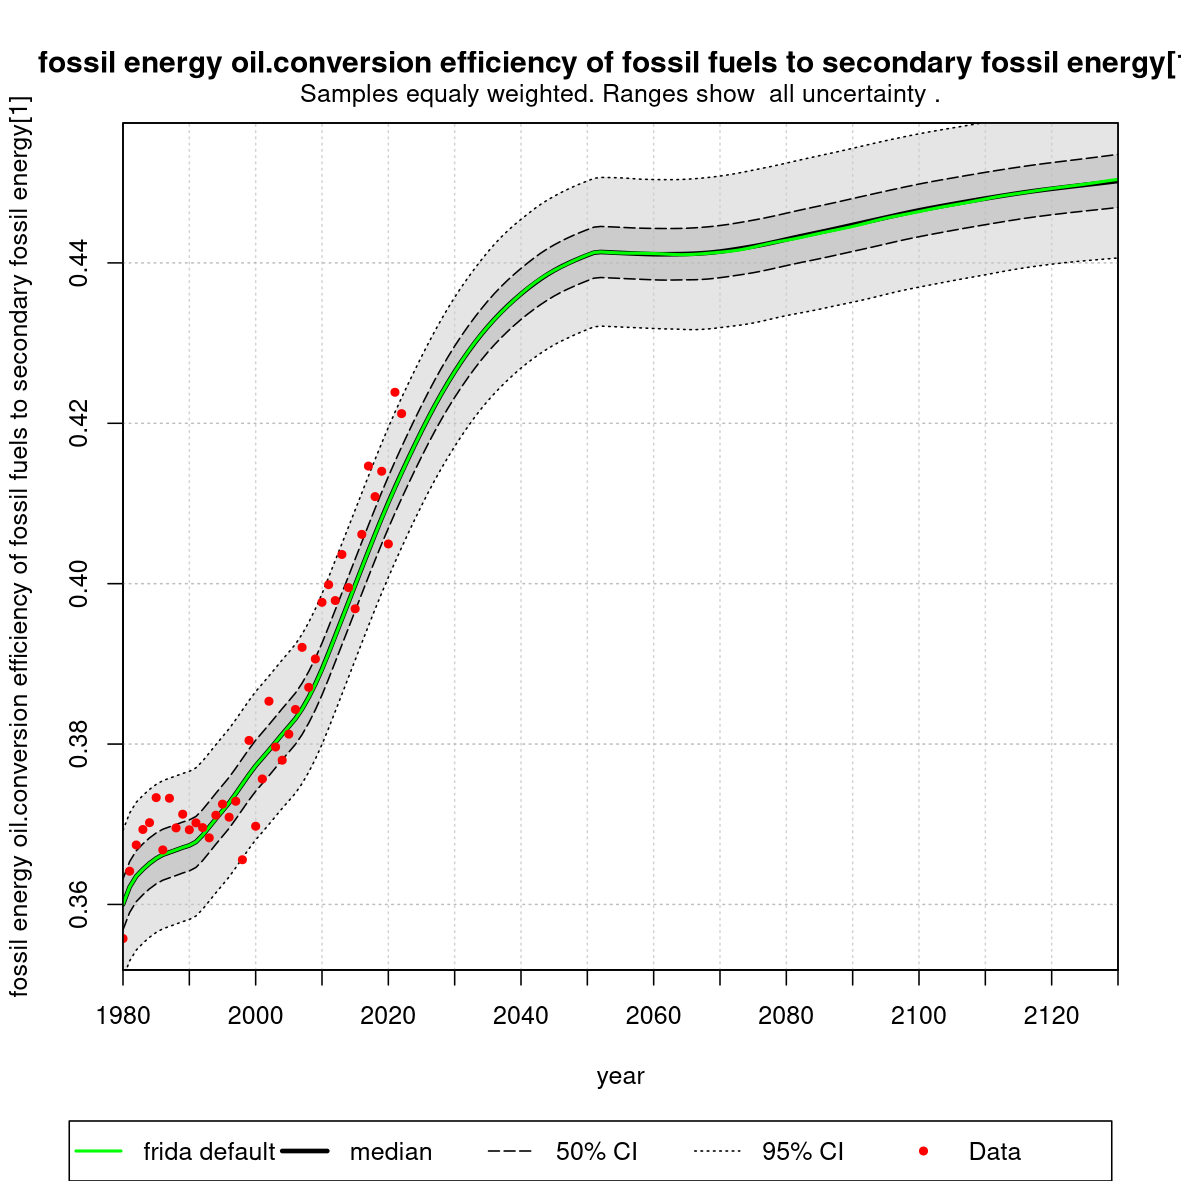 fossil energy oil.conversion efficiency of fossil fuels to secondary fossil energy[1
Samples equaly weighted. Ranges show  all uncertainty .
fossil energy oil.conversion efficiency of fossil fuels to secondary fossil energy[1]
0.44
0.42
0.40
0.38
0.36
1980 2000 2020 2040 2060 2080 2100 2120
year
frida default median 50% CI 95% CI Data